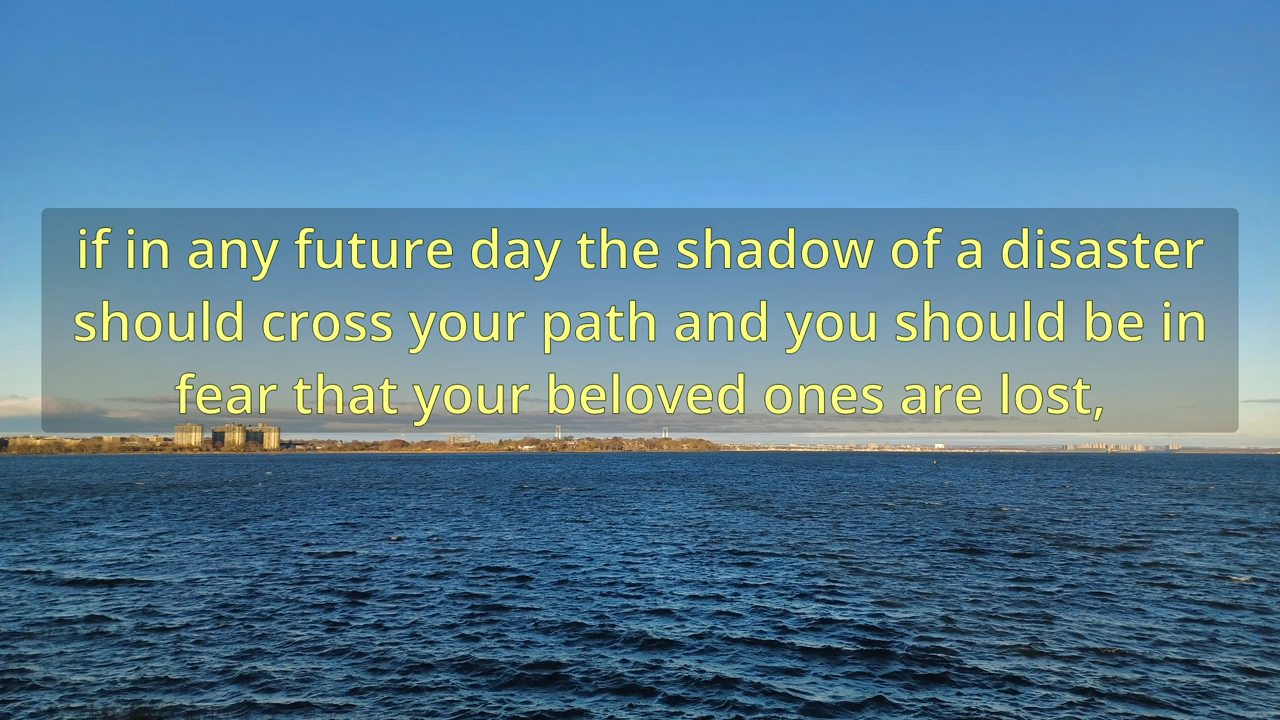 if in any future day the shadow of a disaster
should cross your path and you should be in
fear that your beloved ones are lost,